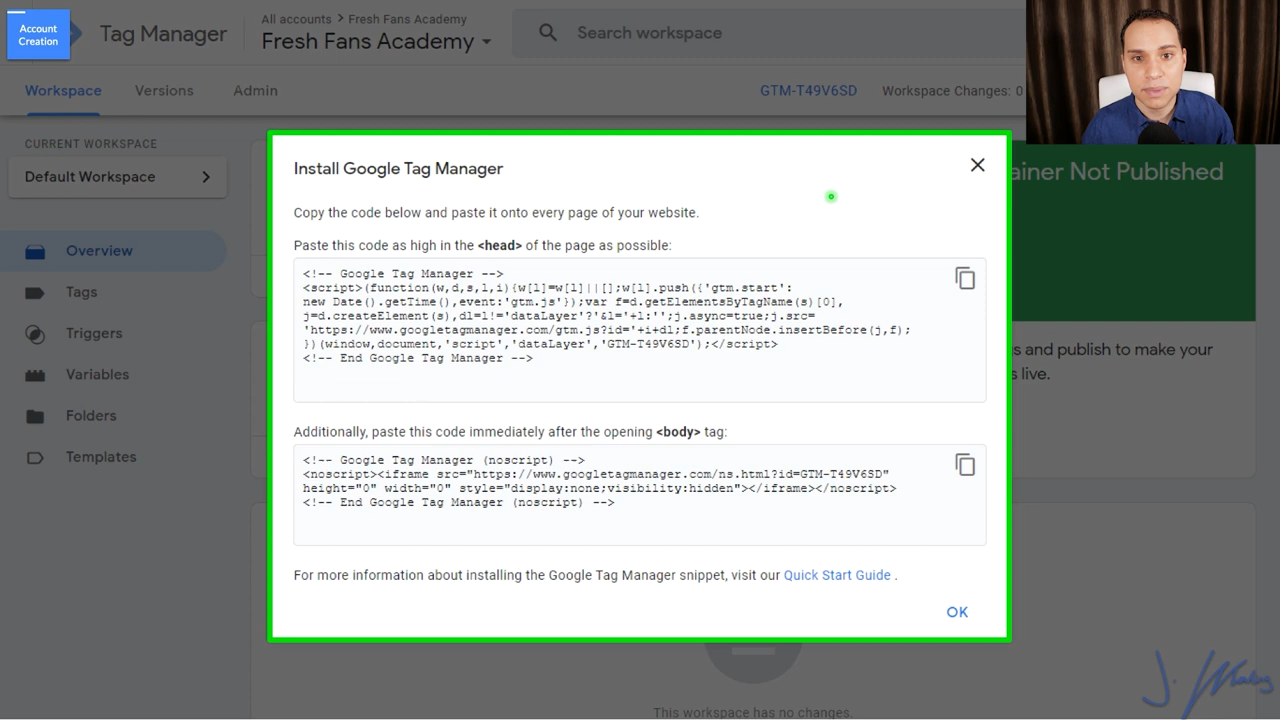 Account
Creation
Tag Manager
All accounts > Fresh Fans Academy
Fresh Fans Academy
Search workspace
Workspace
Versions
Admin
GTM-T49V6SD
Workspace Changes: 0
CURRENT WORKSPACE
Default Workspace
Overview
Tags
Triggers
Variables
Folders
Templates
Install Google Tag Manager
Copy the code below and paste it onto every page of your website.
Paste this code as high in the <head> of the page as possible:
<!-- Google Tag Manager -->
<script>(function(w,d,s,l,i){w[l]=w[l]||[];w[l].push({'gtm.start':
new Date().getTime(),event:'gtm.js'});var f=d.getElementsByTagName(s)[0],
j=d.createElement(s),dl=l!='dataLayer'?'&l='+l:'';j.async=true;j.src=
'https://www.googletagmanager.com/gtm.js?id='+i+dl;f.parentNode.insertBefore(j,f);
})(window,document,'script','dataLayer','GTM-T49V6SD');</script>
<!-- End Google Tag Manager -->
Additionally, paste this code immediately after the opening <body> tag:
<!-- Google Tag Manager (noscript) -->
<noscript><iframe src="https://www.googletagmanager.com/ns.html?id=GTM-T49V6SD"
height="0" width="0" style="display:none;visibility:hidden"></iframe></noscript>
<!-- End Google Tag Manager (noscript) -->
For more information about installing the Google Tag Manager snippet, visit our Quick Start Guide .
OK
ainer Not Published
s and publish to make your
s live.
This workspace has no changes.